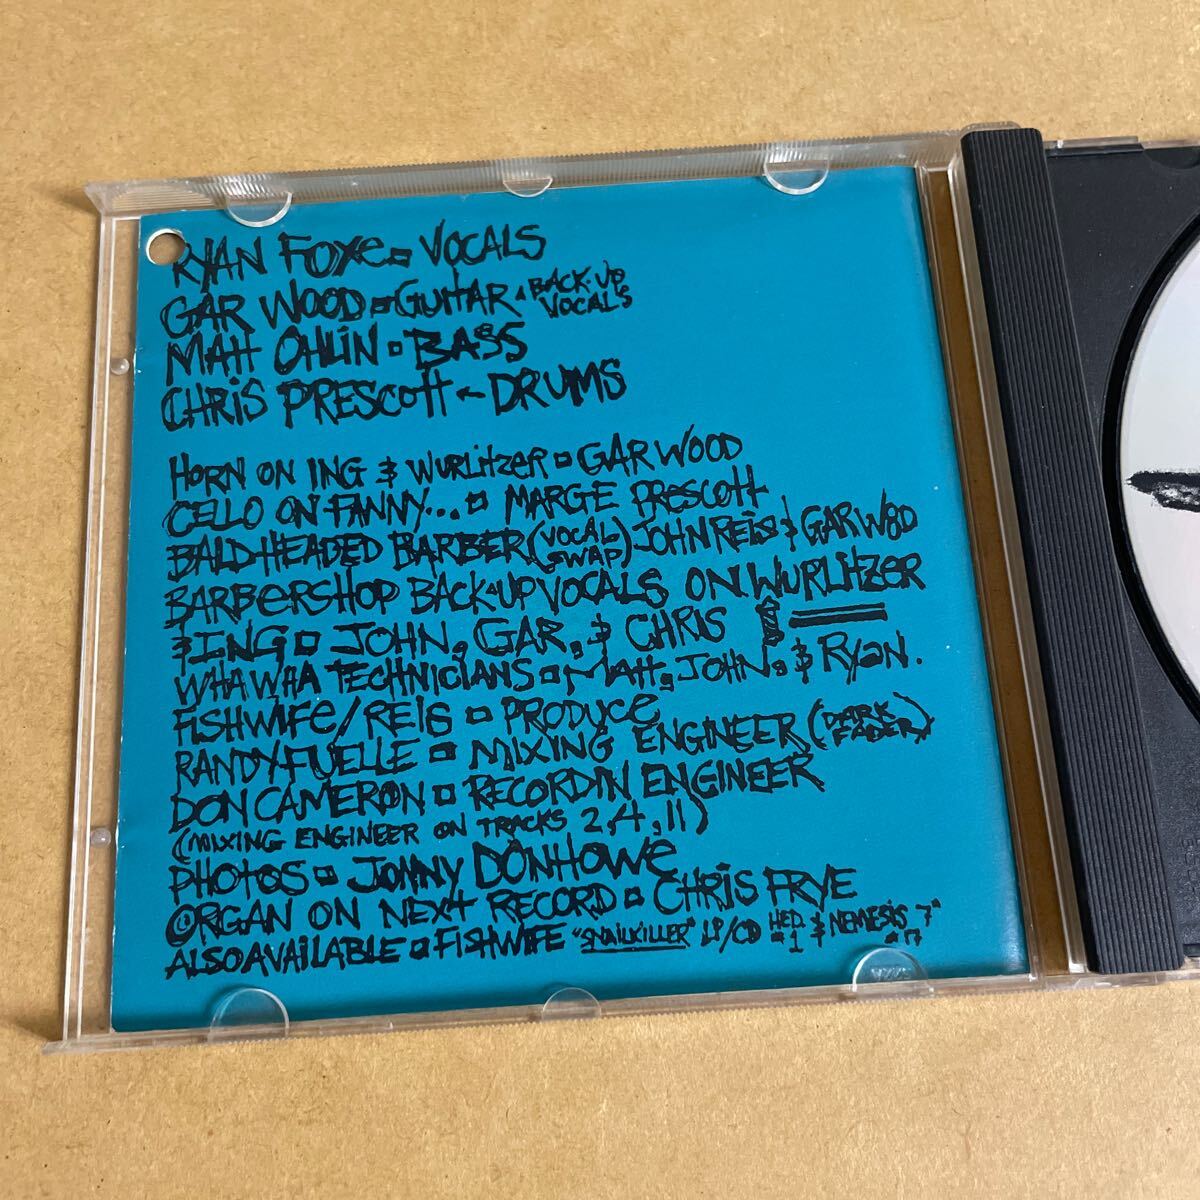 RYAN FOXE VOCALS
GAR WOOD GUITAR & BACK-UP VOCALS
MATT OHLIN BASS
CHRIS PRESCOTT - DRUMS
HORN ON ING & WURLITZER GAR WOOD
CELLO ON FANNY... MARGE PRESCOTT
BALD HEADED BARBER (VOCAL SWAP) JOHN REIS & GAR WOOD
BARBERSHOP BACK-UP VOCALS ON WURLITZER
& ING JOHN, GAR, & CHRIS
WHA WHA TECHNICIANS MATT, JOHN, & RYAN.
FISHWIFE/REIS PRODUCE
RANDY FUELLE MIXING ENGINEER (DARK FADER)
DON CAMERON RECORDIN ENGINEER
(MIXING ENGINEER ON TRACKS 2,4,11)
PHOTOS JONNY DONHOWE
ORGAN ON NEXT RECORD CHRIS FRYE
ALSO AVAILABLE FISHWIFE "SNAILKILLER" LP/CD HED #1 & NEMESIS 7" #17